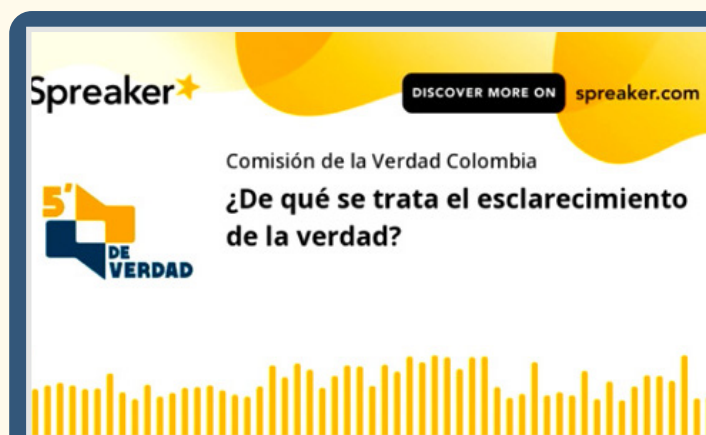 Spreaker
DISCOVER MORE ON spreaker.com
Comisión de la Verdad Colombia
¿De qué se trata el esclarecimiento
de la verdad?
5'
DE
VERDAD